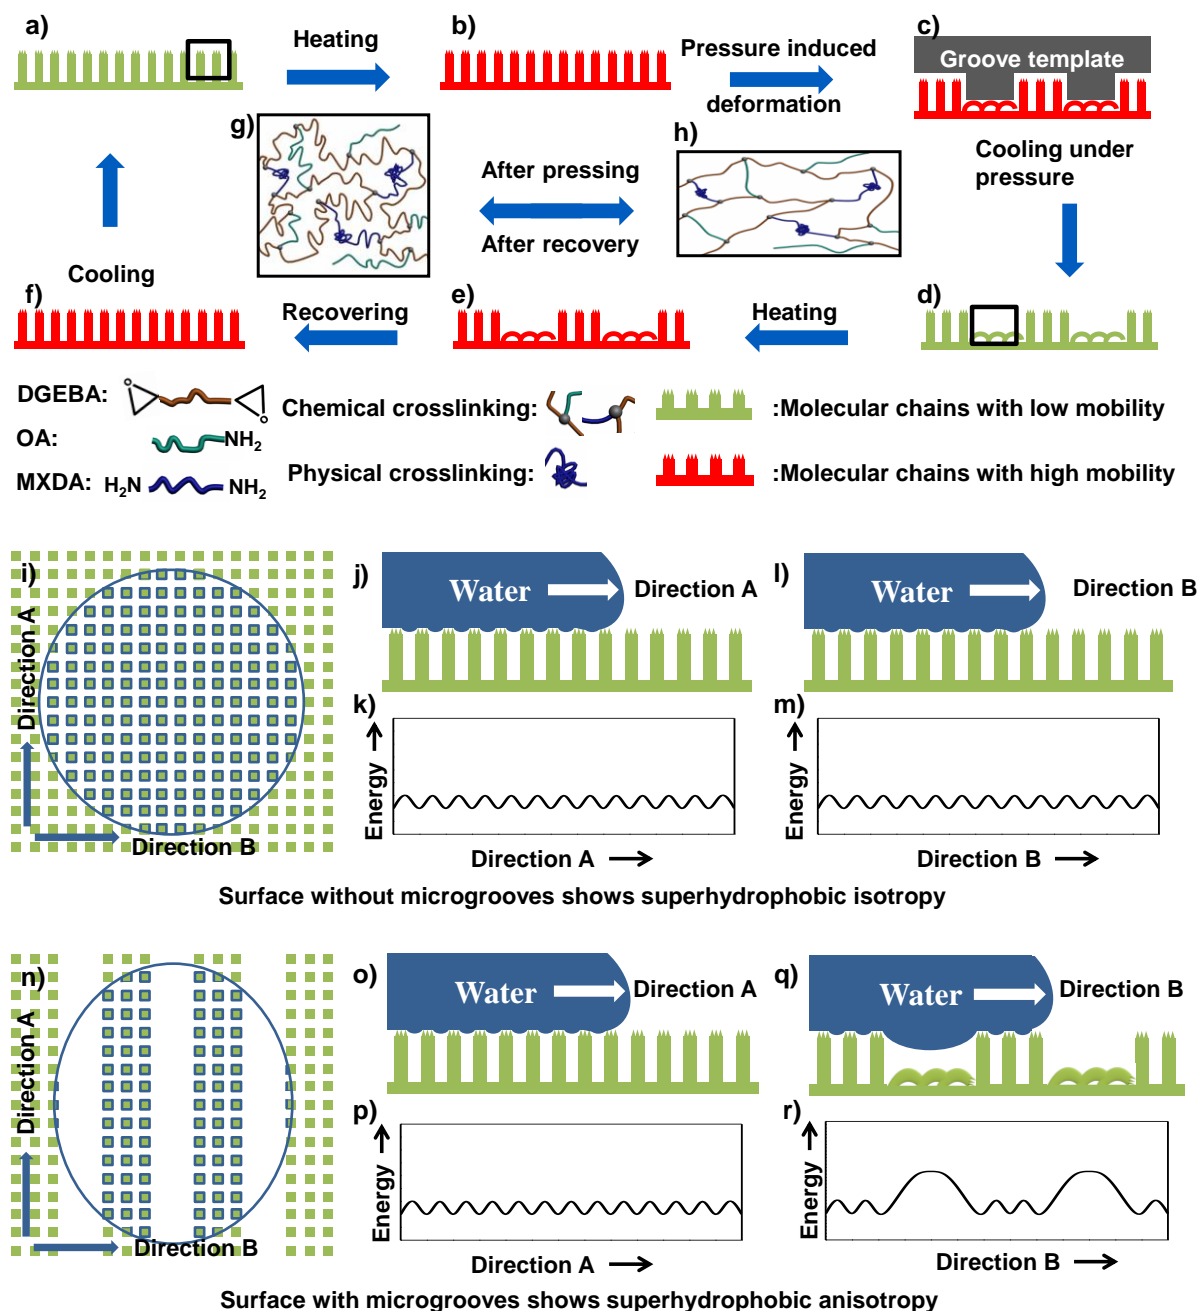 a)
Heating
b)
Pressure induced
deformation
c)
Groove template
g)
After pressing
After recovery
h)
Cooling under
pressure
Cooling
f)
Recovering
e)
Heating
d)
DGEBA:
O
O
Chemical crosslinking:
:Molecular chains with low mobility
OA:
NH2
MXDA:
H2N
NH2
Physical crosslinking:
:Molecular chains with high mobility
i)
Direction A
Direction B
j)
Water
Direction A
l)
Water
Direction B
k)
Energy
Direction A
m)
Energy
Direction B
Surface without microgrooves shows superhydrophobic isotropy
n)
Direction A
Direction B
o)
Water
Direction A
q)
Water
Direction B
p)
Energy
Direction A
r)
Energy
Direction B
Surface with microgrooves shows superhydrophobic anisotropy